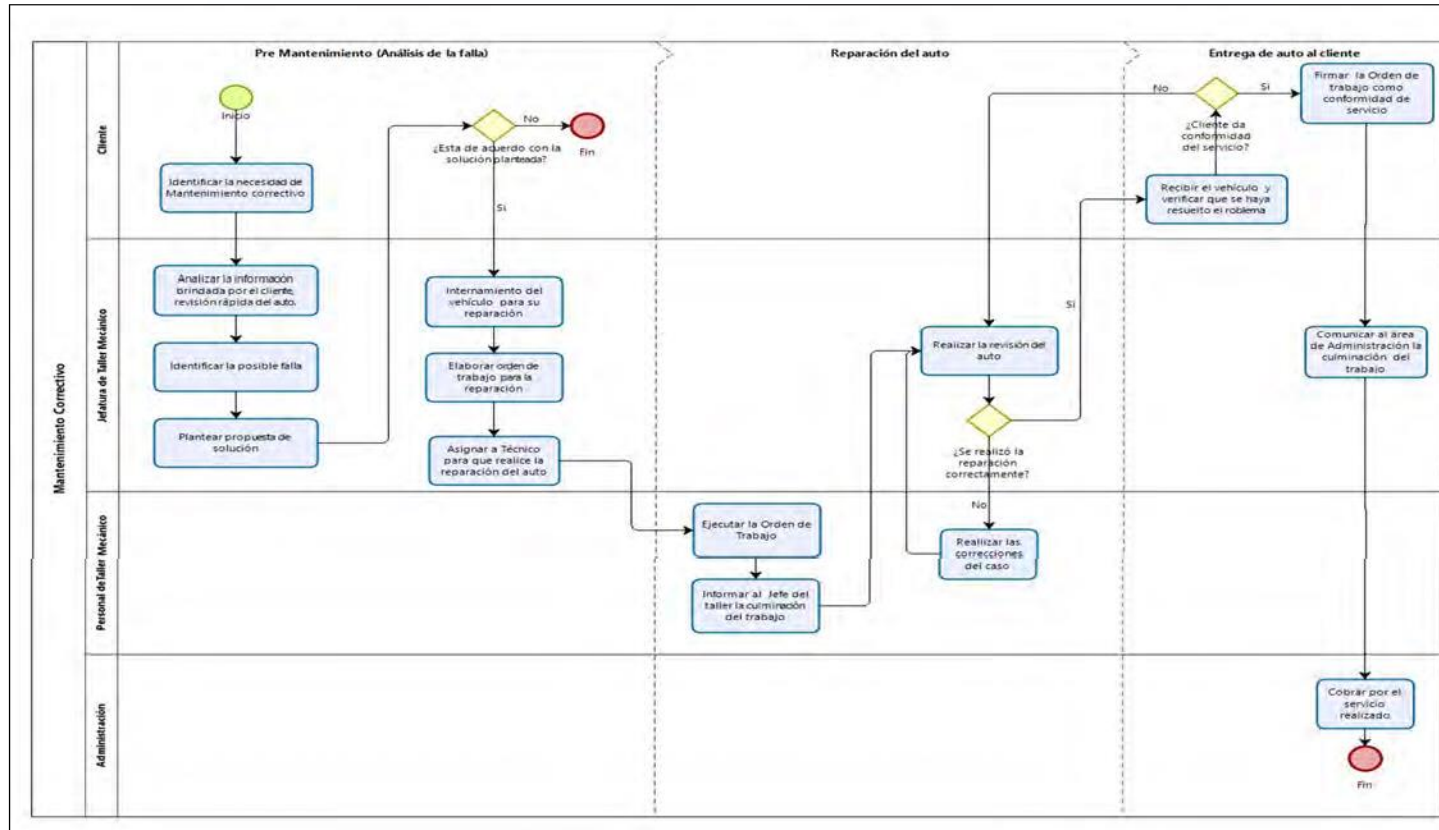 Pre Mantenimiento (Análisis de la falla)
Reparación del auto
Entrega de auto al cliente
Mantenimiento Correctivo
Cliente
Inicio
Identificar la necesidad de
Mantenimiento correctivo
¿Esta de acuerdo con la
solución planteada?
No
Fin
Si
No
Si
¿Cliente da
conformidad
del servicio?
Firmar la Orden de
trabajo como
conformidad de
servicio
Recibir el vehículo y
verificar que se haya
resuelto el roblema
Jefatura de Taller Mecánico
Analizar la información
brindada por el cliente,
revisión rápida del auto.
Identificar la posible falla
Plantear propuesta de
solución
Internamiento del
vehículo para su
reparación
Elaborar orden de
trabajo para la
reparación
Asignar a Técnico
para que realice la
reparación del auto
Realizar la revisión del
auto
¿Se realizó la
reparación
correctamente?
Si
No
Comunicar al área
de Administración la
culminación del
trabajo
Personal de Taller Mecánico
Ejecutar la Orden de
Trabajo
Informar al Jefe del
taller la culminación
del trabajo
Reallizar las
correcciones
del caso
Administración
Cobrar por el
servicio
realizado
Fin